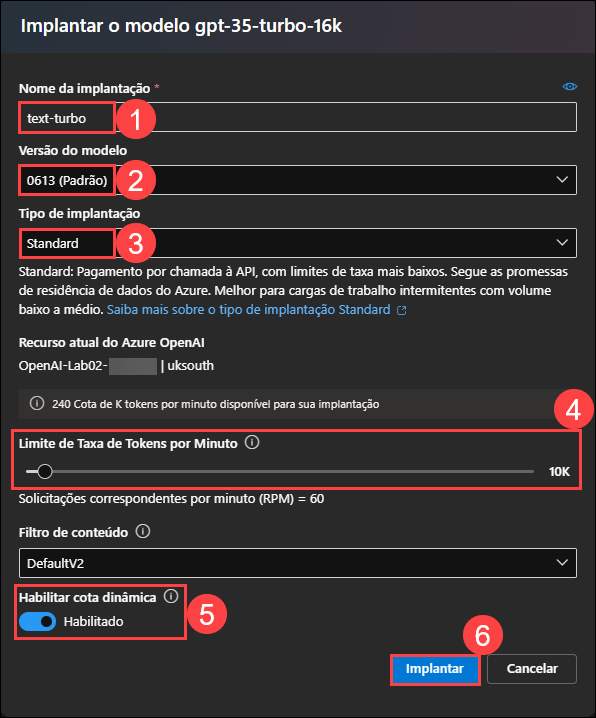 Implantar o modelo gpt-35-turbo-16k
Nome da implantação *
text-turbo
1
Versão do modelo
0613 (Padrão)
2
Tipo de implantação
Standard
3
Standard: Pagamento por chamada à API, com limites de taxa mais baixos. Segue as promessas
de residência de dados do Azure. Melhor para cargas de trabalho intermitentes com volume
baixo a médio. Saiba mais sobre o tipo de implantação Standard
Recurso atual do Azure OpenAI
OpenAI-Lab02- | uksouth
240 Cota de K tokens por minuto disponível para sua implantação
4
Limite de Taxa de Tokens por Minuto
10K
Solicitações correspondentes por minuto (RPM) = 60
Filtro de conteúdo
DefaultV2
Habilitar cota dinâmica
Habilitado
5
6
Implantar
Cancelar